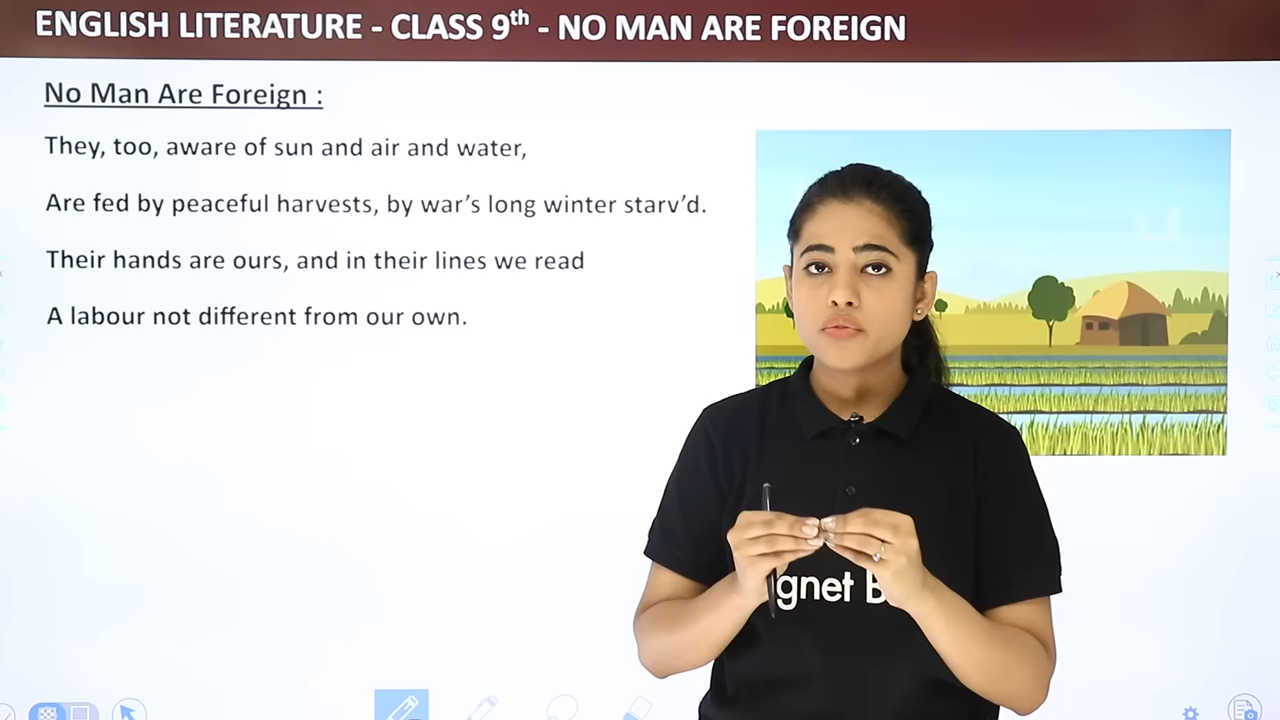 ENGLISH LITERATURE - CLASS 9th - NO MAN ARE FOREIGN
No Man Are Foreign :
They, too, aware of sun and air and water,
Are fed by peaceful harvests, by war's long winter starv'd.
Their hands are ours, and in their lines we read
A labour not different from our own.
gnet B